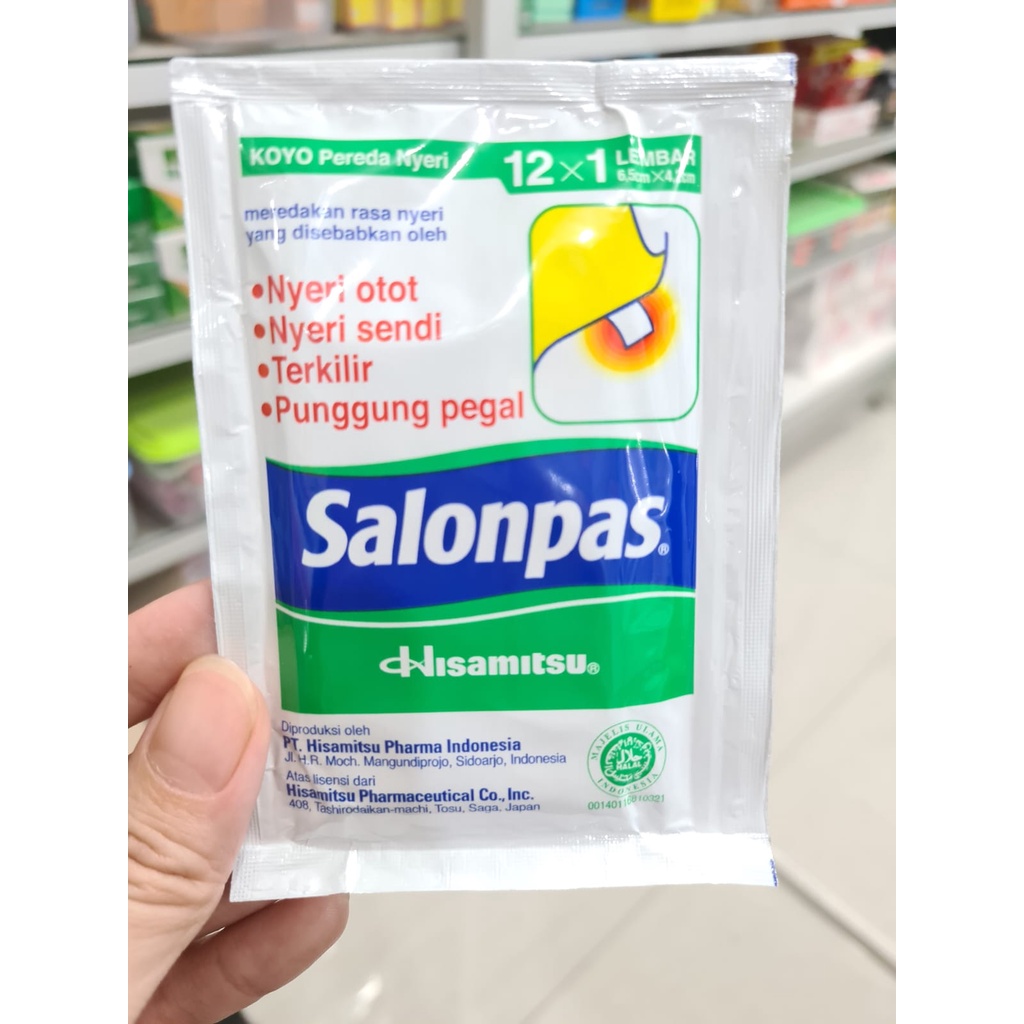 KOYO Pereda Nyeri
12×1 LEMBAR
6,5cm×4,2cm
meredakan rasa nyeri
yang disebabkan oleh
•Nyeri otot
•Nyeri sendi
•Terkilir
•Punggung pegal
Salonpas®
Hisamitsu®
Diproduksi oleh
PT. Hisamitsu Pharma Indonesia
Jl. H.R. Moch. Mangundiprojo, Sidoarjo, Indonesia
Atas lisensi dari
Hisamitsu Pharmaceutical Co., Inc.
408, Tashirodaikan-machi, Tosu, Saga, Japan
MAJELIS ULAMA
حلال
HALAL
INDONESIA